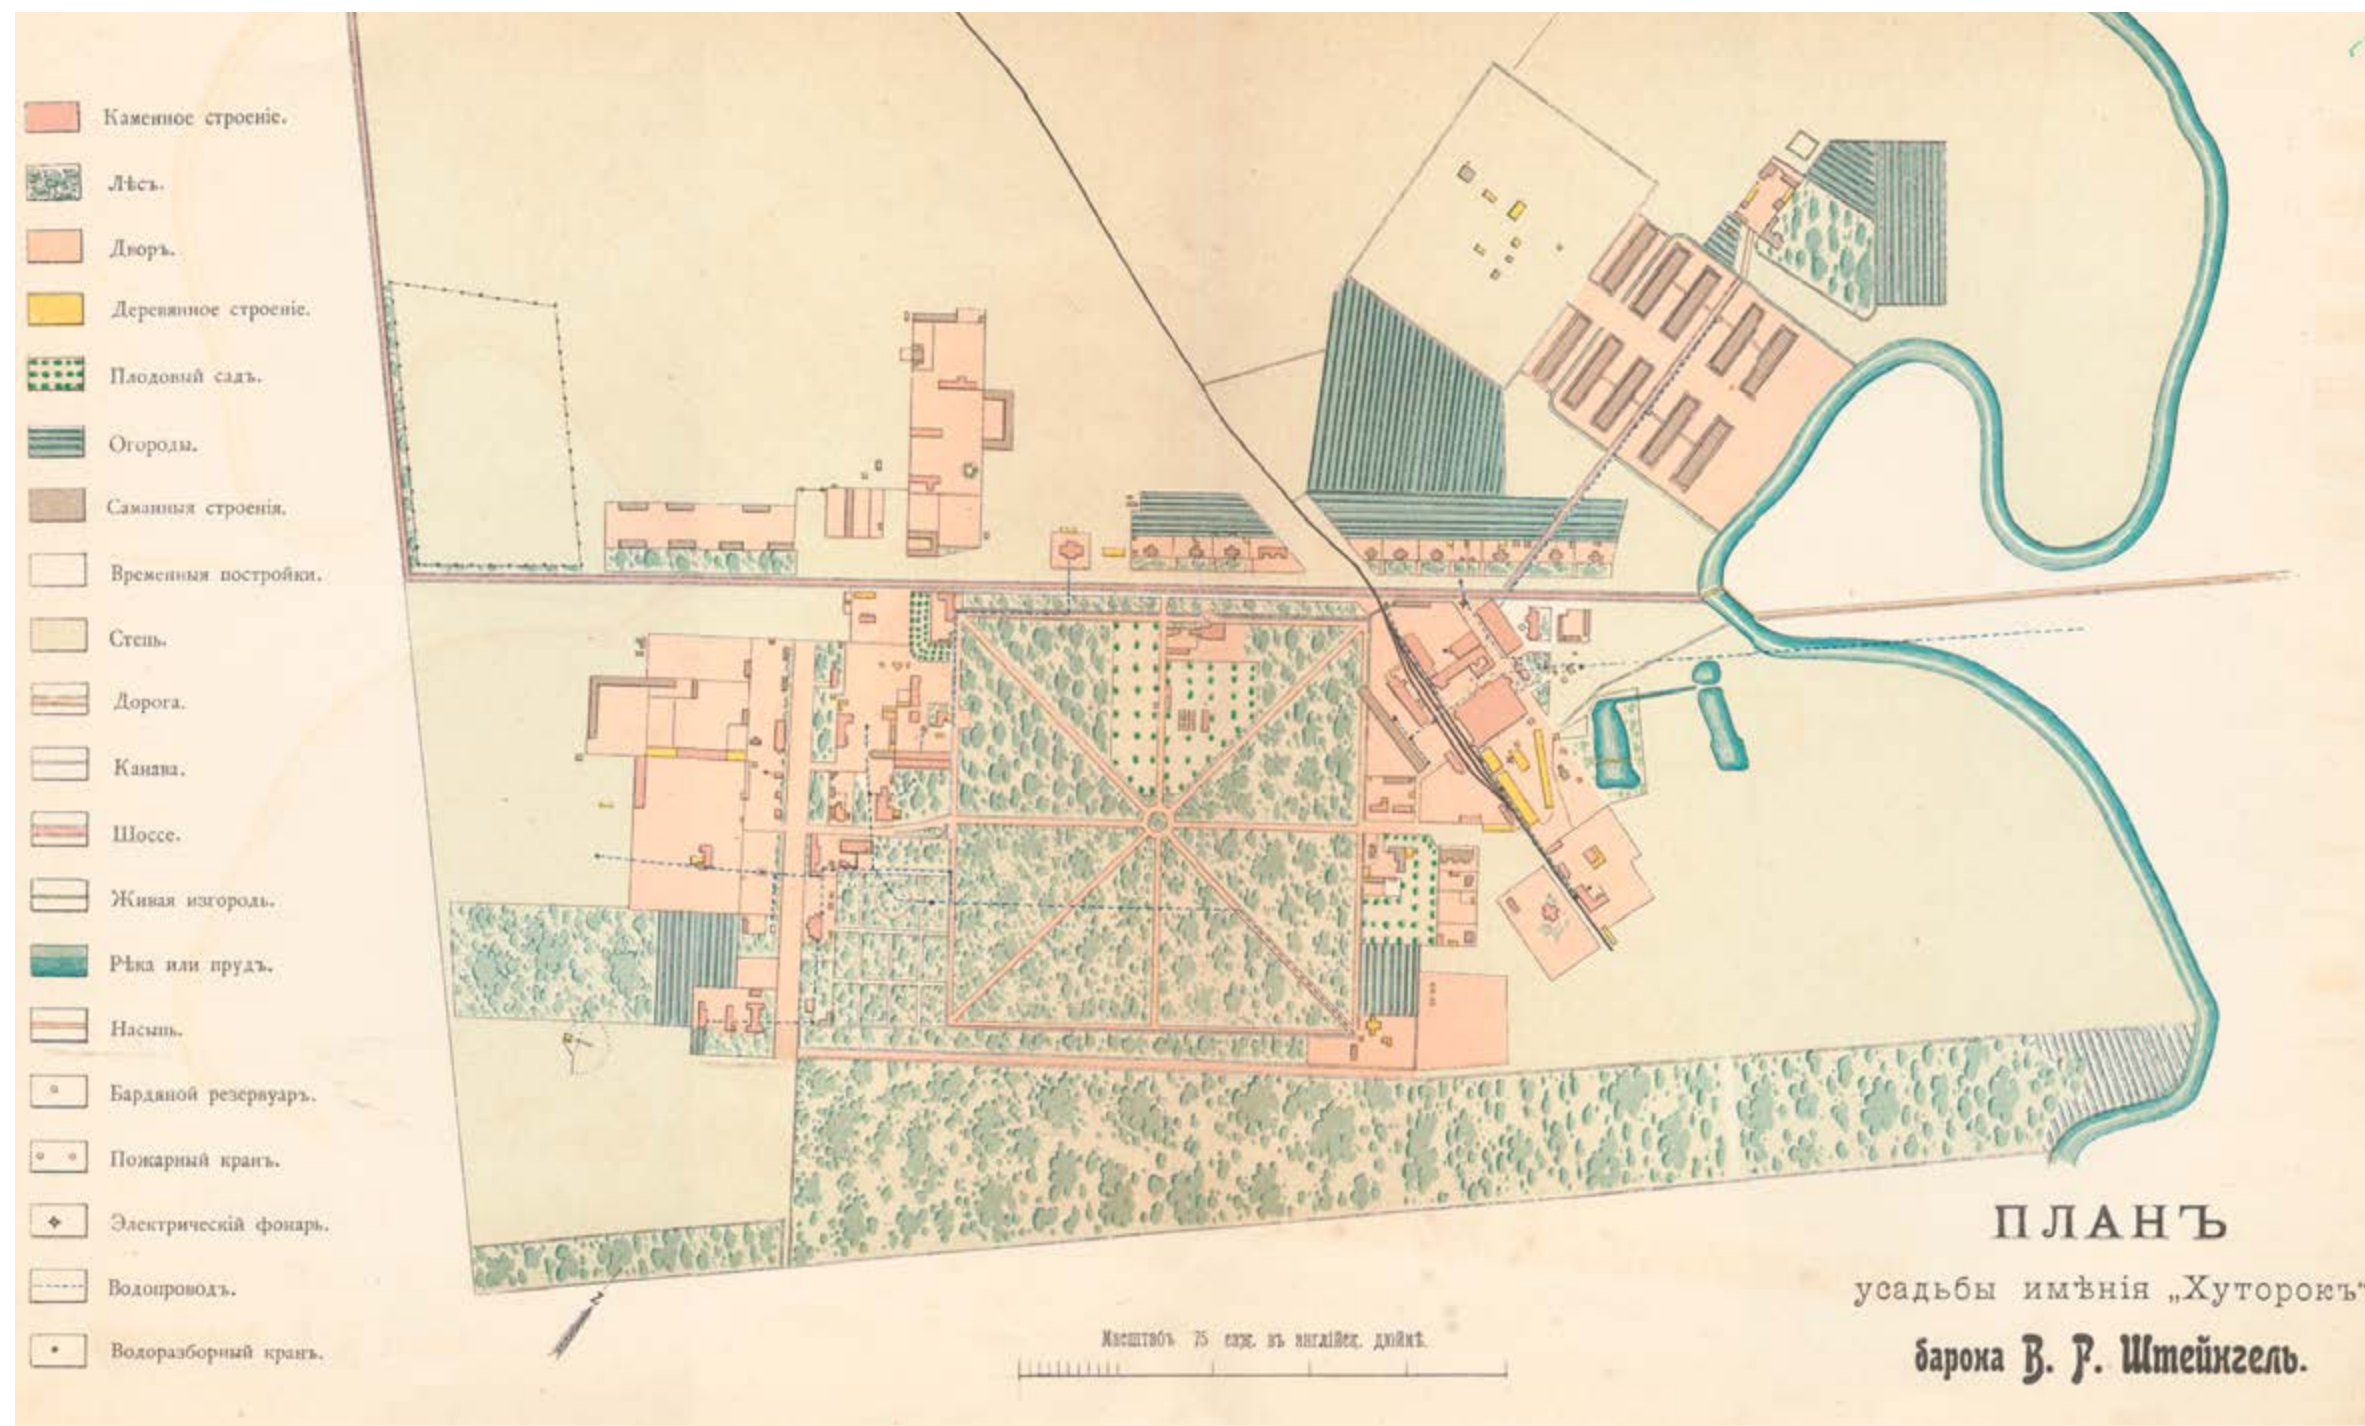 Каменное строеніе.
Лѣсъ.
Дворъ.
Деревянное строеніе.
Плодовый садъ.
Огороды.
Саманныя строенія.
Временныя постройки.
Степь.
Дорога.
Канава.
Шоссе.
Живая изгородь.
Рѣка или прудъ.
Насыпь.
Бардяной резервуаръ.
Пожарный кранъ.
Электрическій фонарь.
Водопроводъ.
Водоразборный кранъ.
N
Масштабъ 75 саж. въ англійск. дюймѣ.
ПЛАНЪ
усадьбы имѣнія „Хуторокъ“
барона В. Р. Штейнгель.